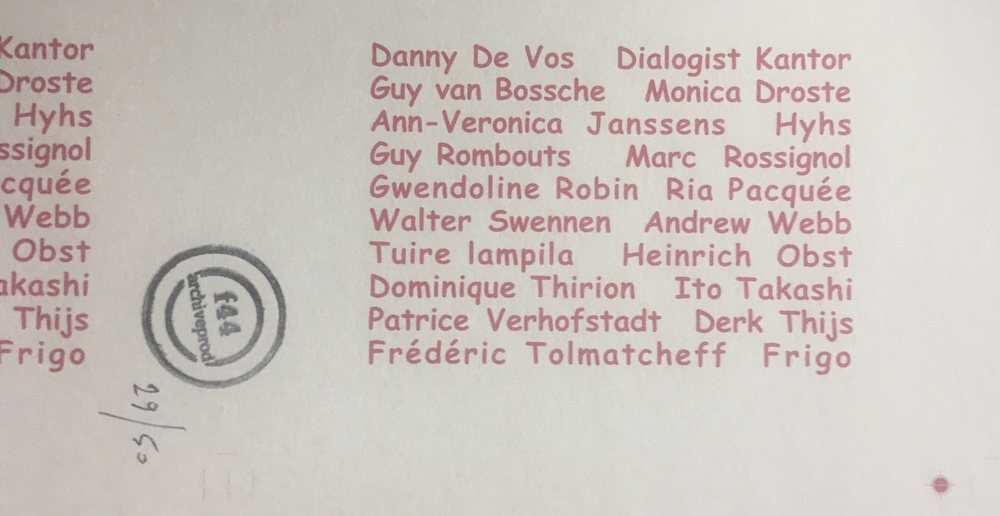 Kantor
Droste
Hyhs
ssignol
cquée
Webb
Obst
akashi
Thijs
Frigo
Danny De Vos Dialogist Kantor
Guy van Bossche Monica Droste
Ann-Veronica Janssens Hyhs
Guy Rombouts Marc Rossignol
Gwendoline Robin Ria Pacquée
Walter Swennen Andrew Webb
Tuire lampila Heinrich Obst
Dominique Thirion Ito Takashi
Patrice Verhofstadt Derk Thijs
Frédéric Tolmatcheff Frigo
f44
archiveprod
29/50